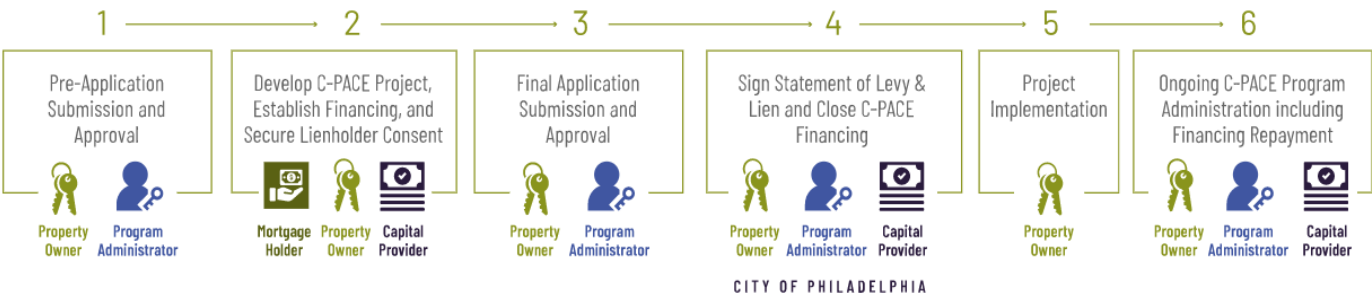 1
2
3
4
5
6
Pre-Application
Submission and
Approval
Property
Owner
Program
Administrator
Develop C-PACE Project,
Establish Financing, and
Secure Lienholder Consent
Mortgage
Holder
Property
Owner
Capital
Provider
Final Application
Submission and
Approval
Property
Owner
Program
Administrator
Sign Statement of Levy &
Lien and Close C-PACE
Financing
Property
Owner
Program
Administrator
Capital
Provider
CITY OF PHILADELPHIA
Project
Implementation
Property
Owner
Ongoing C-PACE Program
Administration including
Financing Repayment
Property
Owner
Program
Administrator
Capital
Provider